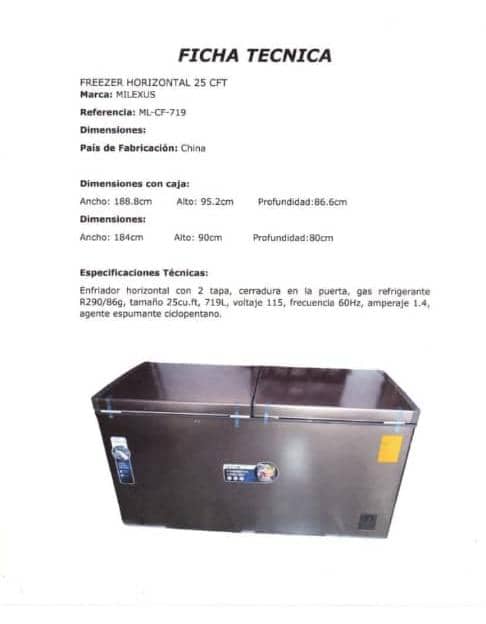 FICHA TECNICA
FREEZER HORIZONTAL 25 CFT
Marca: MILEXUS
Referencia: ML-CF-719
Dimensiones:
País de Fabricación: China
Dimensiones con caja:
Ancho: 188.8cm Alto: 95.2cm Profundidad:86.6cm
Dimensiones:
Ancho: 184cm Alto: 90cm Profundidad:80cm
Especificaciones Técnicas:
Enfriador horizontal con 2 tapa, cerradura en la puerta, gas refrigerante
R290/86g, tamaño 25cu.ft, 719L, voltaje 115, frecuencia 60Hz, amperaje 1.4,
agente espumante ciclopentano.